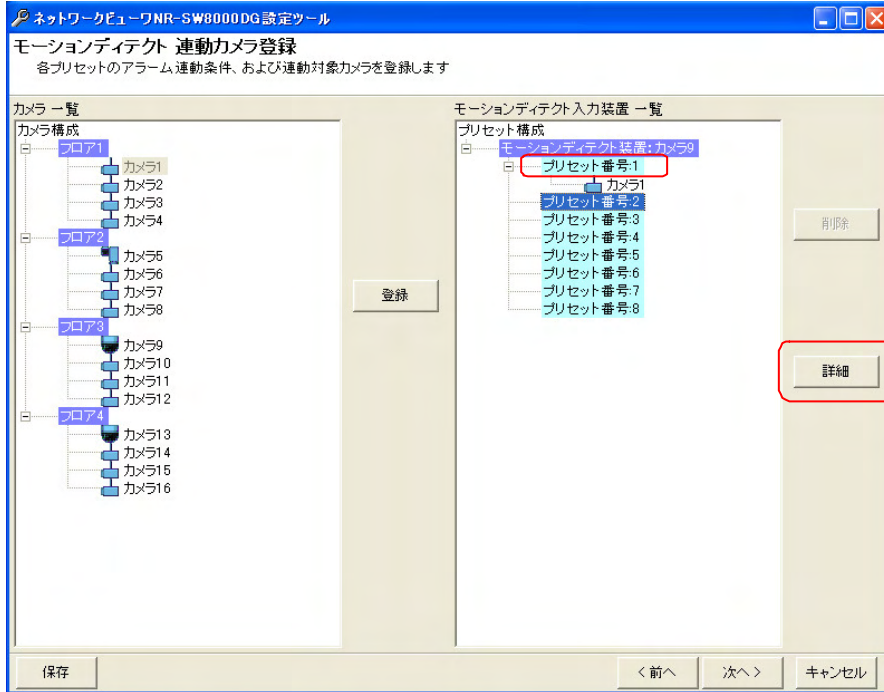 ネットワークビューワNR-SW8000DG設定ツール
モーションディテクト 連動カメラ登録
各プリセットのアラーム連動条件、および連動対象カメラを登録します
カメラ 一覧
カメラ構成
フロア1
カメラ1
カメラ2
カメラ3
カメラ4
フロア2
カメラ5
カメラ6
カメラ7
カメラ8
フロア3
カメラ9
カメラ10
カメラ11
カメラ12
フロア4
カメラ13
カメラ14
カメラ15
カメラ16
登録
モーションディテクト入力装置 一覧
プリセット構成
モーションディテクト装置:カメラ9
プリセット番号:1
カメラ1
プリセット番号:2
プリセット番号:3
プリセット番号:4
プリセット番号:5
プリセット番号:6
プリセット番号:7
プリセット番号:8
削除
詳細
保存
<前へ
次へ>
キャンセル